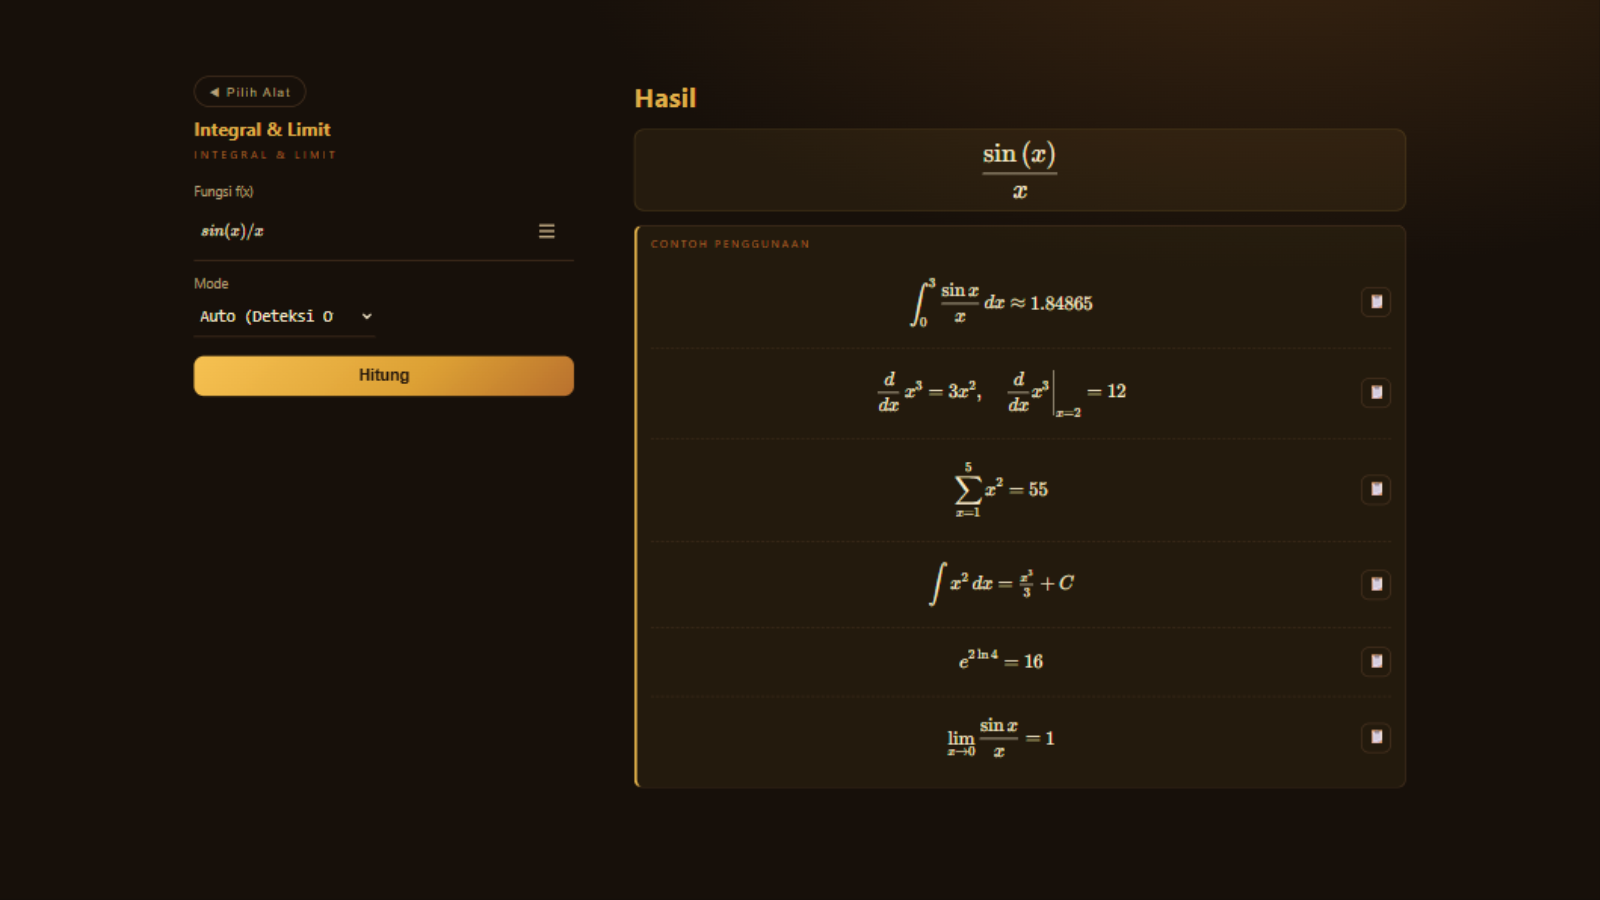 ◄ Pilih Alat
Integral & Limit
INTEGRAL & LIMIT
Fungsi f(x)
sin(x)/x
Mode
Auto (Deteksi O
Hitung
Hasil
sin (x) / x
CONTOH PENGGUNAAN
∫₀³ sin x / x dx ≈ 1.84865
d/dx x³ = 3x², d/dx x³|ₓ₌₂ = 12
∑ₓ₌₁⁵ x² = 55
∫ x² dx = x³/3 + C
e^{2 ln 4} = 16
lim x→0 sin x / x = 1